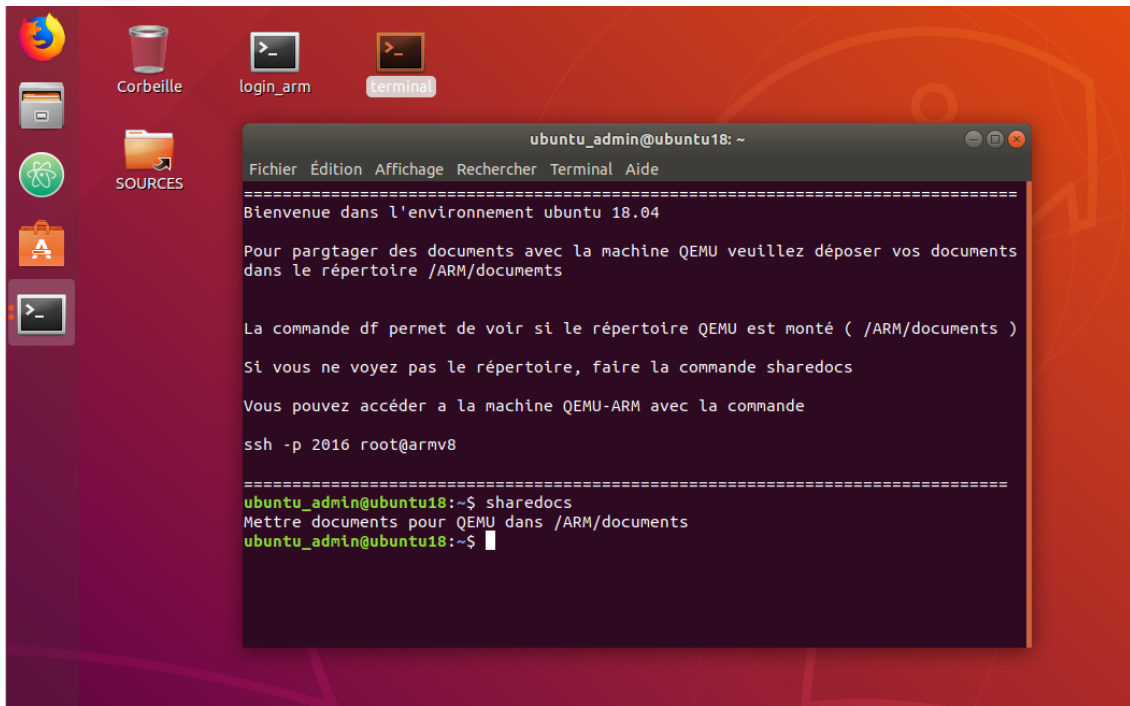 Corbeille
login_arm
terminal
SOURCES
ubuntu_admin@ubuntu18: ~
Fichier Édition Affichage Rechercher Terminal Aide
================================================================================
Bienvenue dans l'environnement ubuntu 18.04
Pour pargtager des documents avec la machine QEMU veuillez déposer vos documents
dans le répertoire /ARM/documemts
La commande df permet de voir si le répertoire QEMU est monté ( /ARM/documents )
Si vous ne voyez pas le répertoire, faire la commande sharedocs
Vous pouvez accéder a la machine QEMU-ARM avec la commande
ssh -p 2016 root@armv8
===============================================================================
ubuntu_admin@ubuntu18:~$ sharedocs
Mettre documents pour QEMU dans /ARM/documents
ubuntu_admin@ubuntu18:~$